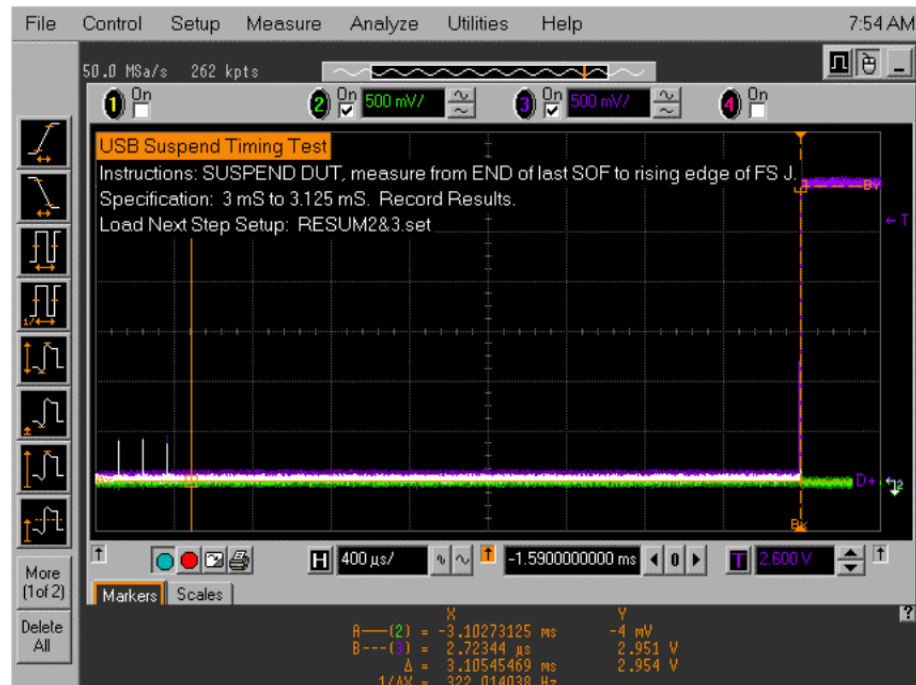 File Control Setup Measure Analyze Utilities Help 7:54 AM
50.0 MSa/s 262 kpts
1 On 2 On 500 mV/ 3 On 500 mV/ 4 On
USB Suspend Timing Test
Instructions: SUSPEND DUT, measure from END of last SOF to rising edge of FS J.
Specification: 3 mS to 3.125 mS. Record Results.
Load Next Step Setup: RESUM2&3.set
By
T
D+
Bx
More
(1of 2)
Delete
All
H 400 µs/ -1.5900000000 ms 0 T 2.600 V
Markers Scales
?
X Y
A——(2) = -3.10273125 ms -4 mV
B---(3) = 2.72344 µs 2.951 V
Δ = 3.10545469 ms 2.954 V
1/ΔX = 322.014038 Hz